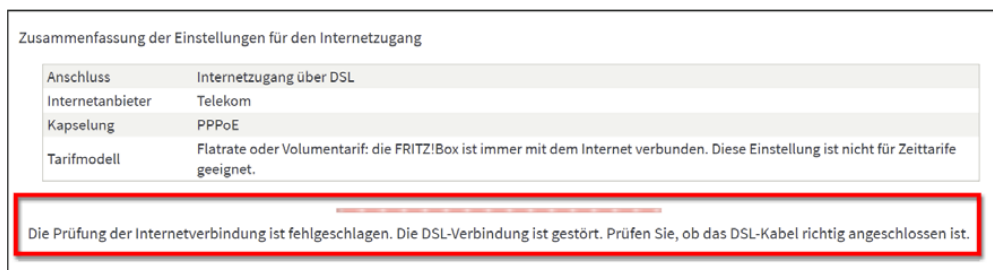 Zusammenfassung der Einstellungen für den Internetzugang
Anschluss Internetzugang über DSL
Internetanbieter Telekom
Kapselung PPPoE
Tarifmodell Flatrate oder Volumentarif: die FRITZ!Box ist immer mit dem Internet verbunden. Diese Einstellung ist nicht für Zeittarife
geeignet.
Die Prüfung der Internetverbindung ist fehlgeschlagen. Die DSL-Verbindung ist gestört. Prüfen Sie, ob das DSL-Kabel richtig angeschlossen ist.